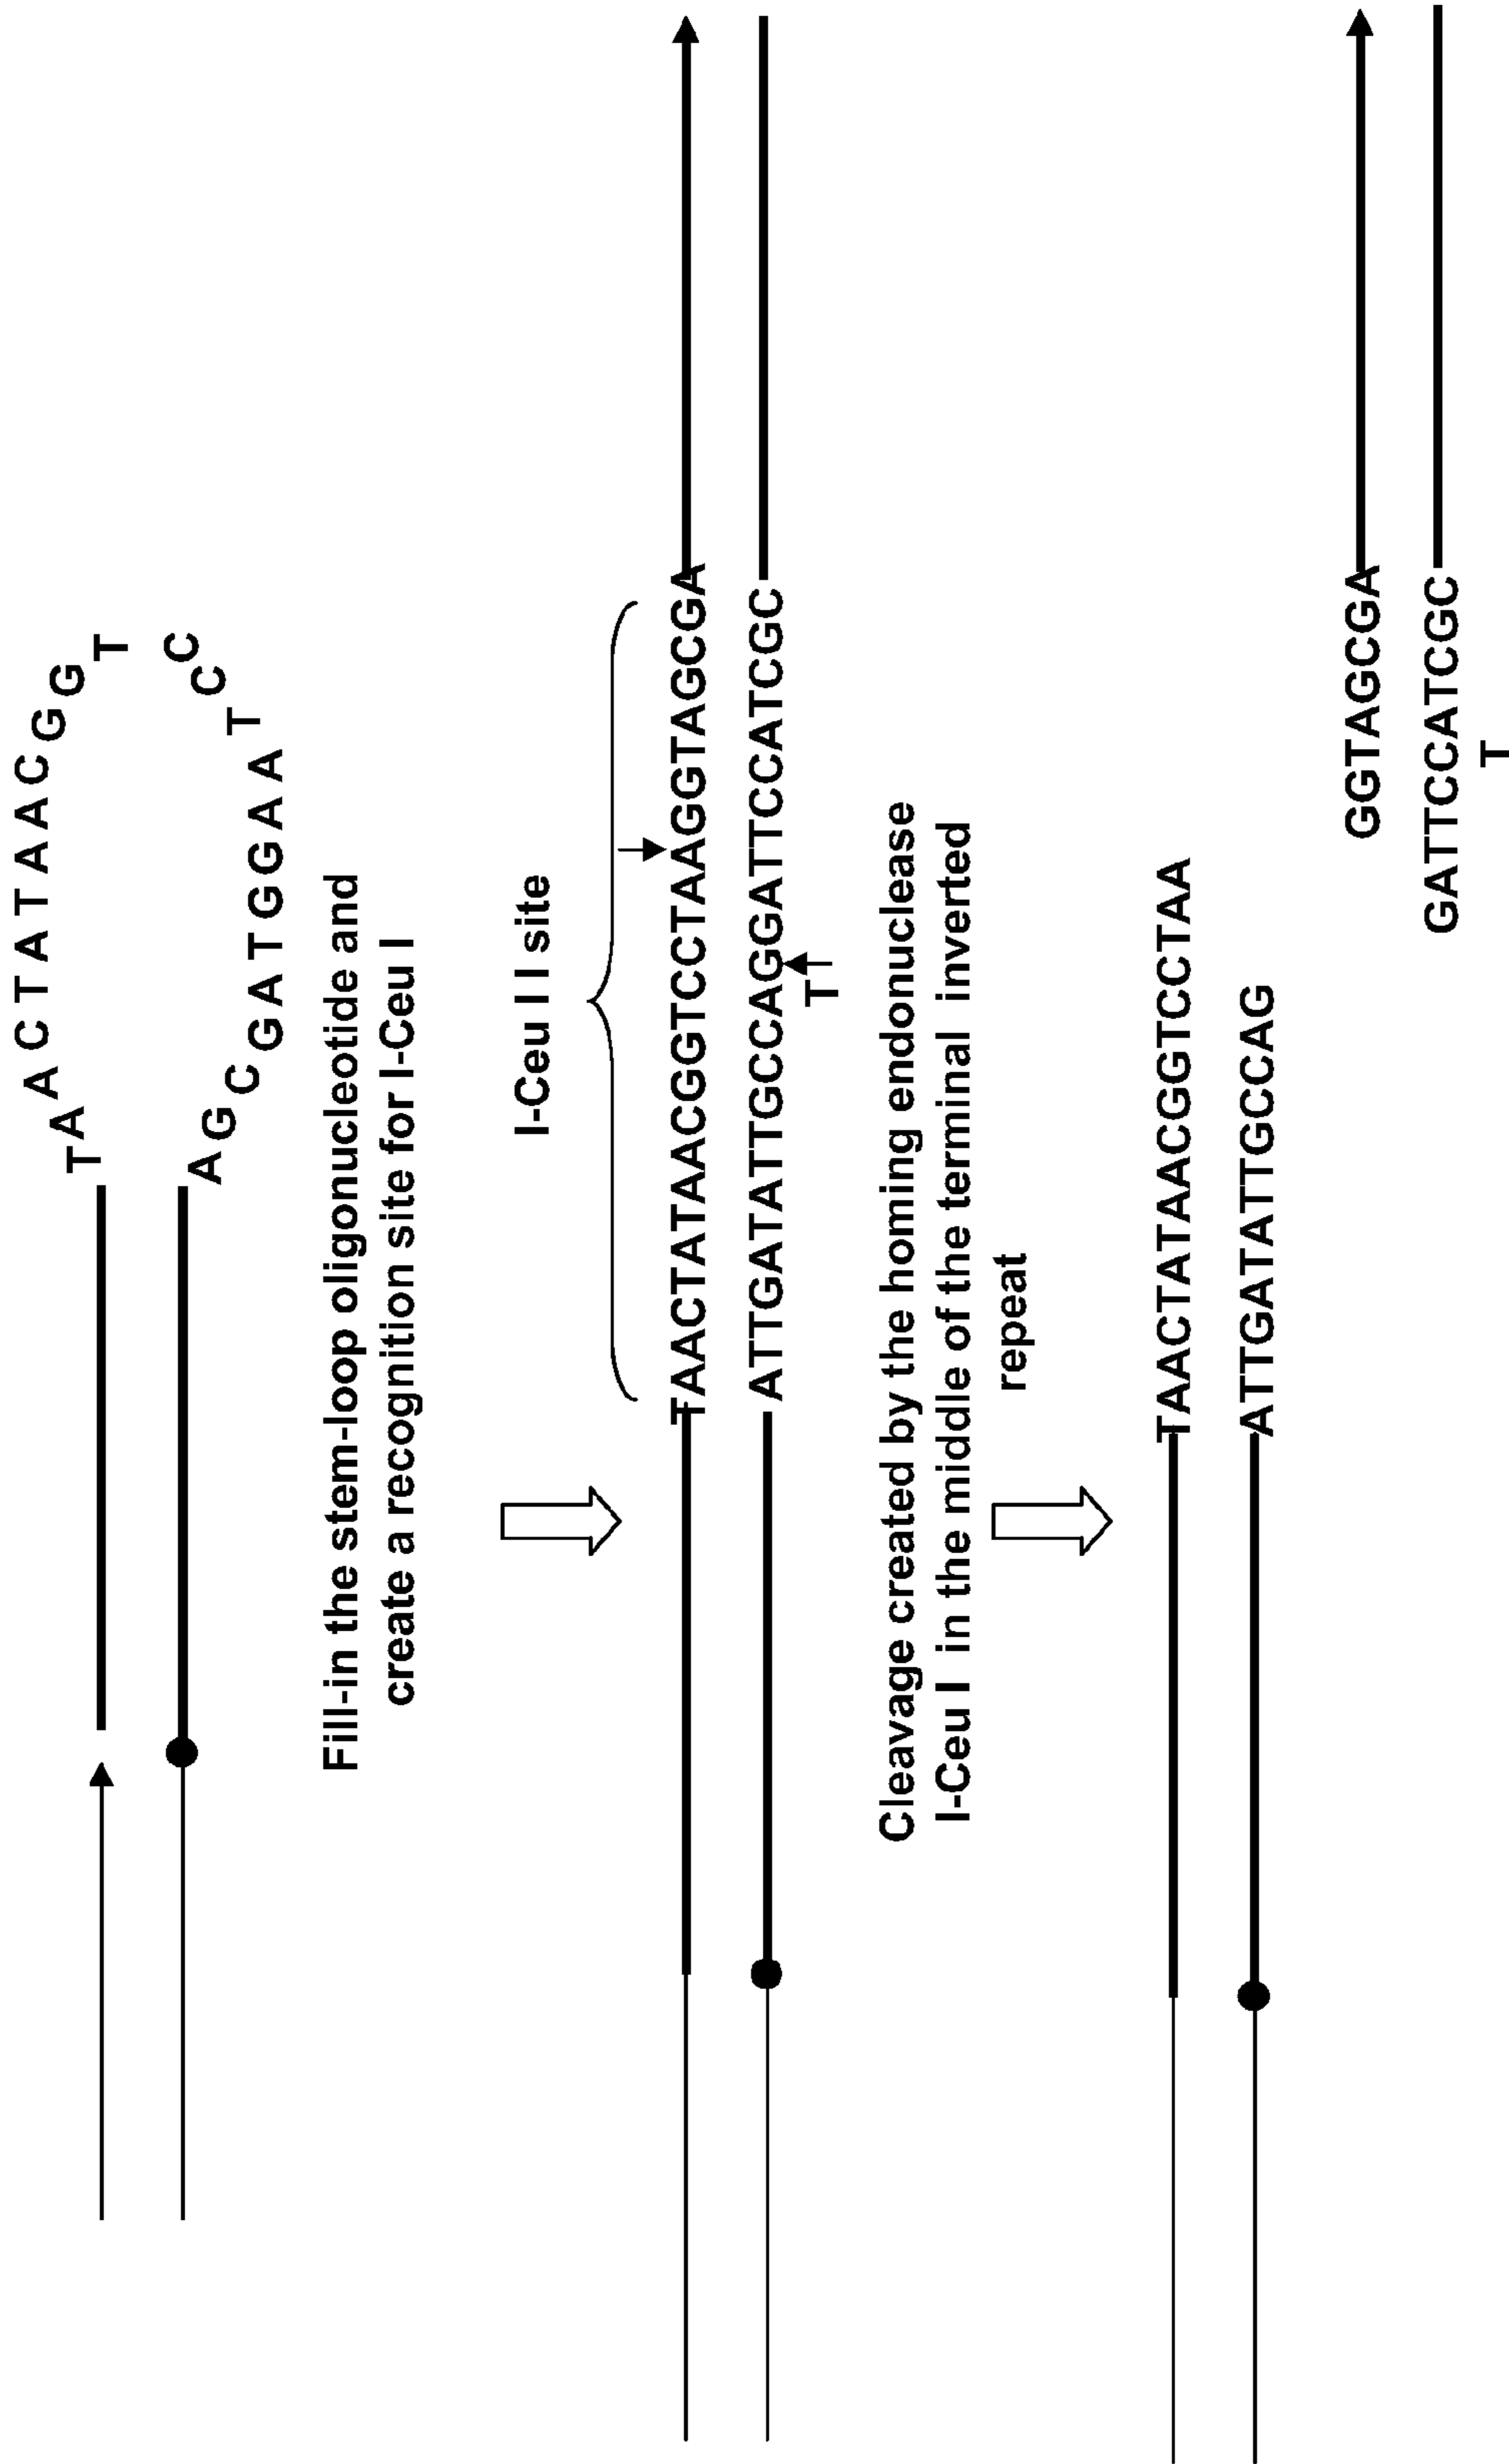 T A A C T A T A A C G G T
A G C G A T G G A A T C C
Fill-in the stem-loop oligonucleotide and
create a recognition site for I-Ceu I
I-Ceu I I site
TAACTATAACGGTCCTAAGGTAGCGA
ATTGATATTGCCAGGATTCCATCGC
T
Cleavage created by the homing endonuclease
I-Ceu I in the middle of the terminal inverted
repeat
TAACTATAACGGTCCTAA
ATTGATATTGCCAG
GGTAGCGA
GATTCCATCGC
T